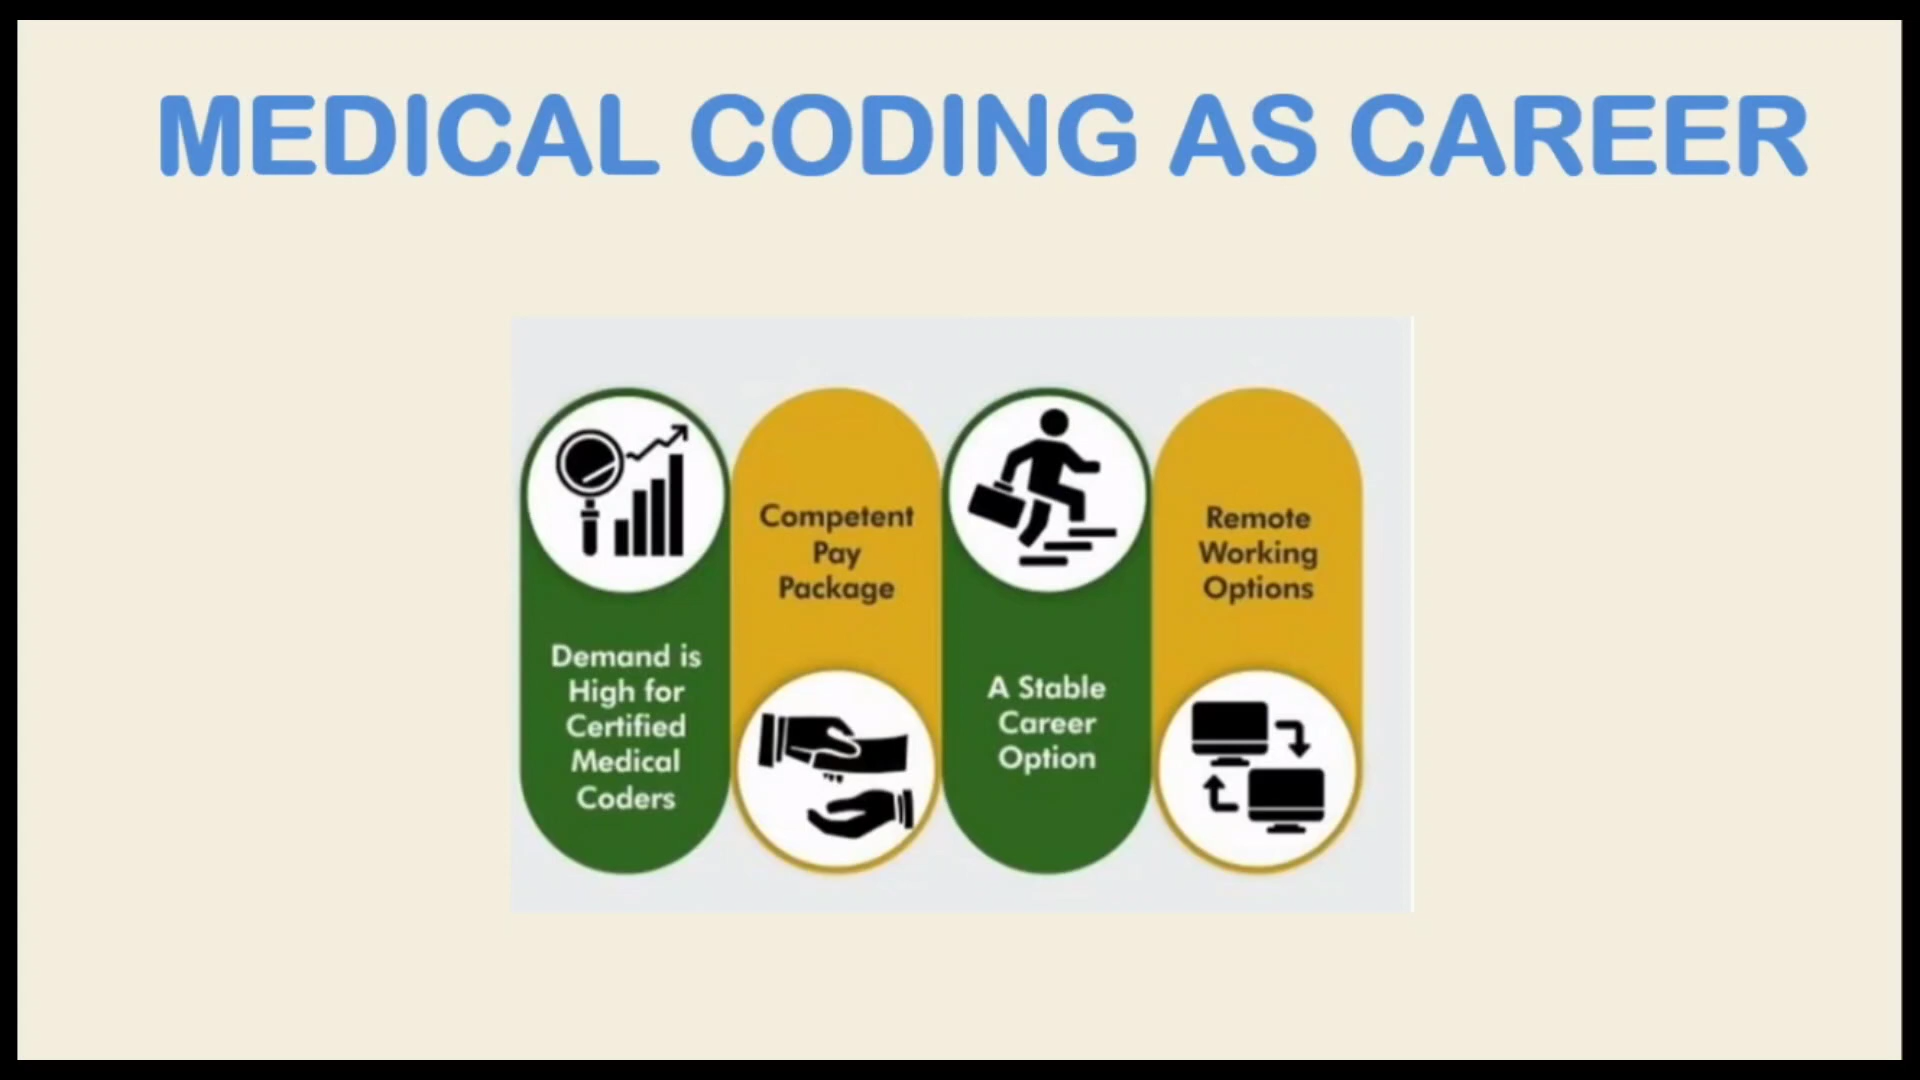 MEDICAL CODING AS CAREER
Demand is
High for
Certified
Medical
Coders
Competent
Pay
Package
A Stable
Career
Option
Remote
Working
Options